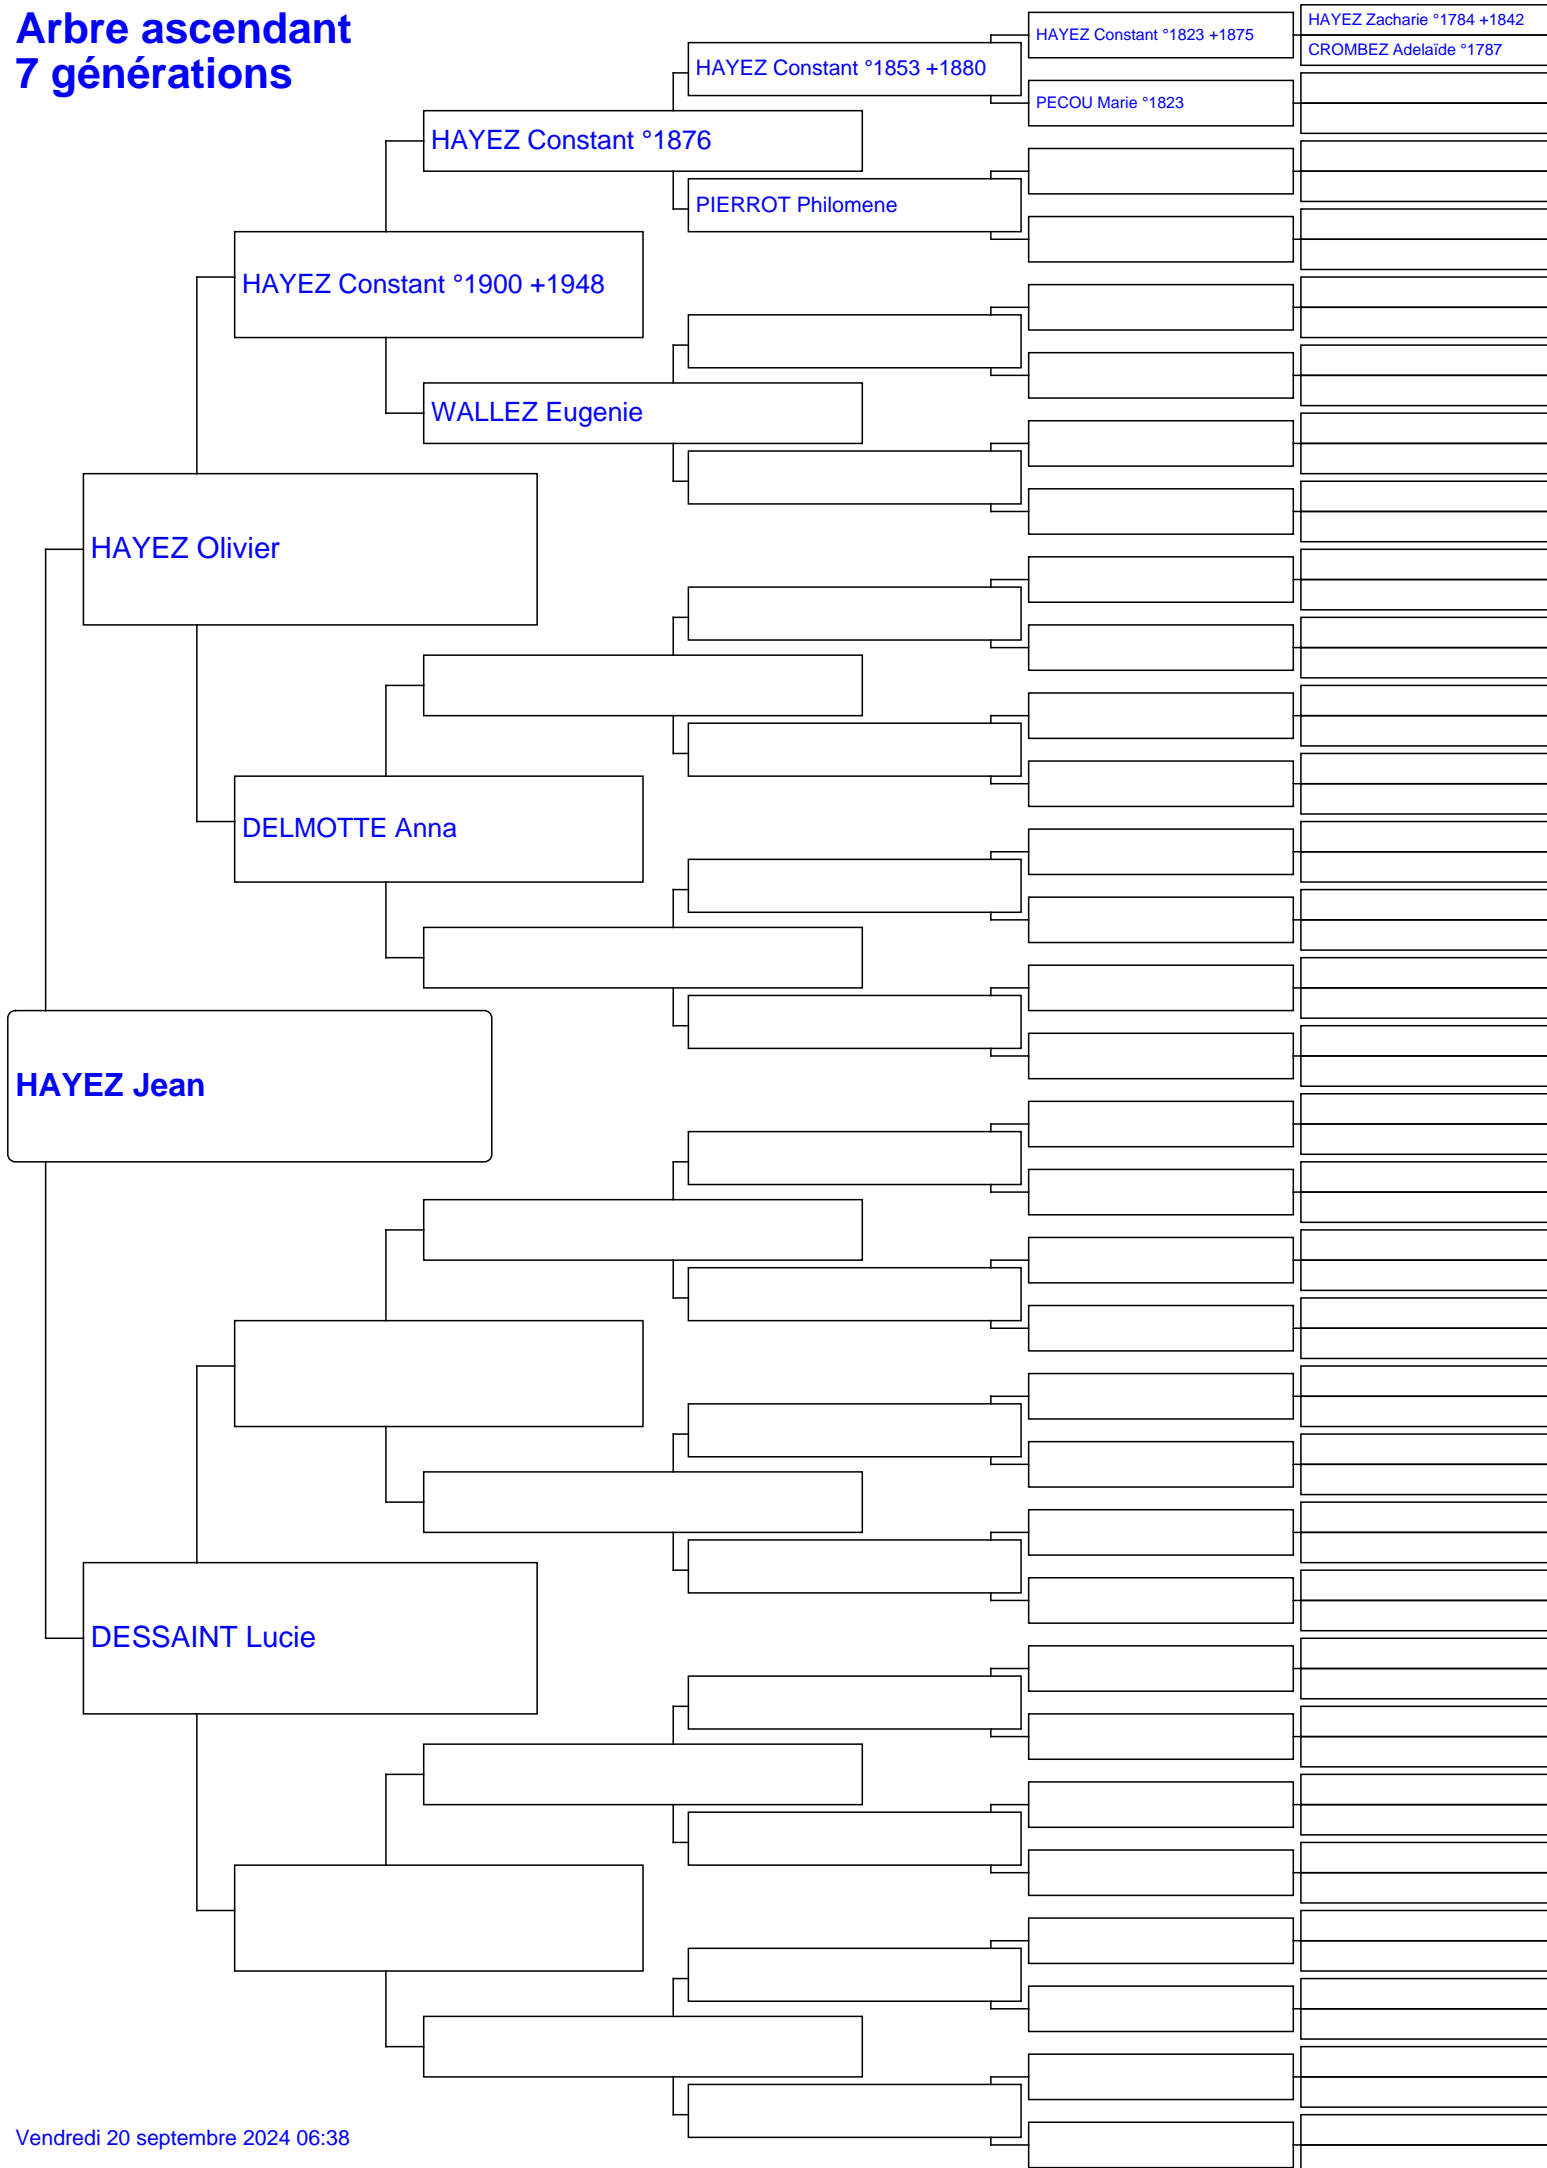 Arbre ascendant
7 générations
HAYEZ Zacharie °1784 +1842
HAYEZ Constant °1823 +1875
CROMBEZ Adelaïde °1787
HAYEZ Constant °1853 +1880
PECOU Marie °1823
HAYEZ Constant °1876
PIERROT Philomene
HAYEZ Constant °1900 +1948
WALLEZ Eugenie
HAYEZ Olivier
DELMOTTE Anna
HAYEZ Jean
DESSAINT Lucie
Vendredi 20 septembre 2024 06:38